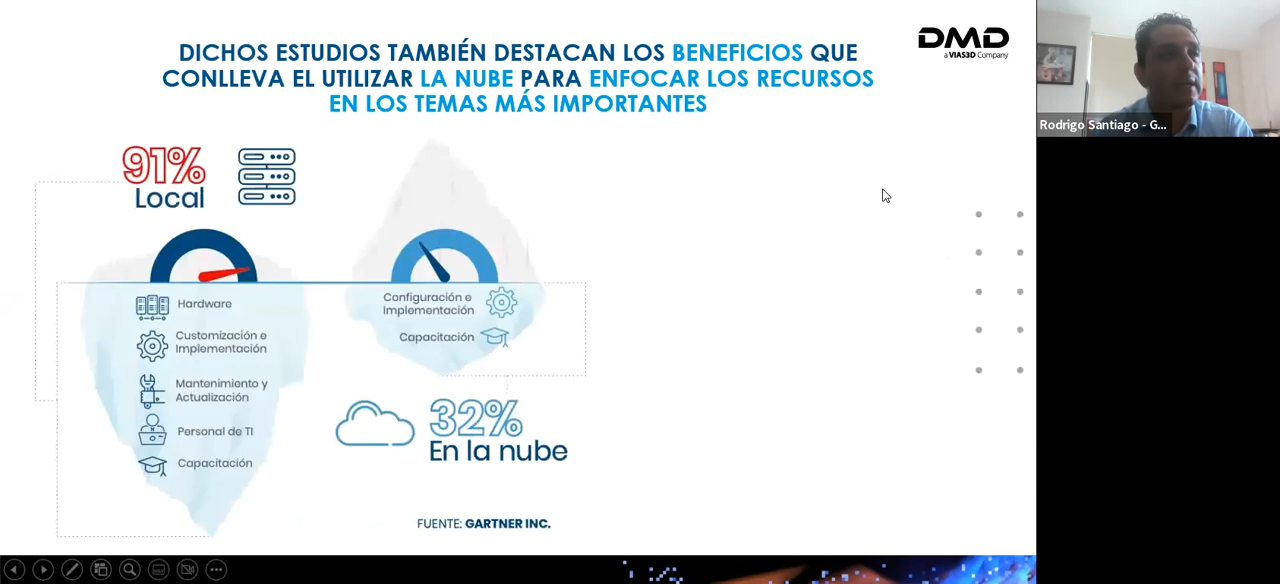 DICHOS ESTUDIOS TAMBIÉN DESTACAN LOS BENEFICIOS QUE
CONLLEVA EL UTILIZAR LA NUBE PARA ENFOCAR LOS RECURSOS
EN LOS TEMAS MÁS IMPORTANTES
DMD
a VIAS3D Company
Rodrigo Santiago - G...
91%
Local
Hardware
Customización e
Implementación
Mantenimiento y
Actualización
Personal de TI
Capacitación
Configuración e
Implementación
Capacitación
32%
En la nube
FUENTE: GARTNER INC.